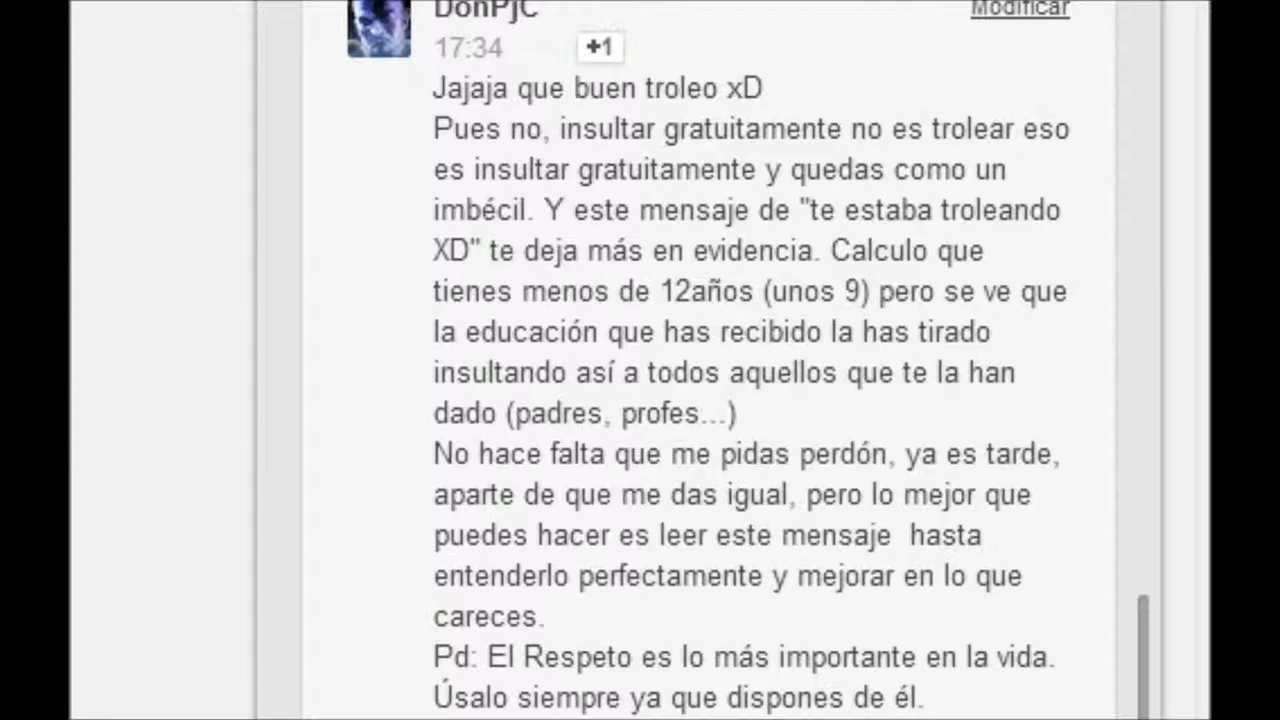 DonPjC
Modificar
17:34
+1
Jajaja que buen troleo xD
Pues no, insultar gratuitamente no es trolear eso
es insultar gratuitamente y quedas como un
imbécil. Y este mensaje de "te estaba troleando
XD" te deja más en evidencia. Calculo que
tienes menos de 12años (unos 9) pero se ve que
la educación que has recibido la has tirado
insultando así a todos aquellos que te la han
dado (padres, profes...)
No hace falta que me pidas perdón, ya es tarde,
aparte de que me das igual, pero lo mejor que
puedes hacer es leer este mensaje  hasta
entenderlo perfectamente y mejorar en lo que
careces.
Pd: El Respeto es lo más importante en la vida.
Úsalo siempre ya que dispones de él.